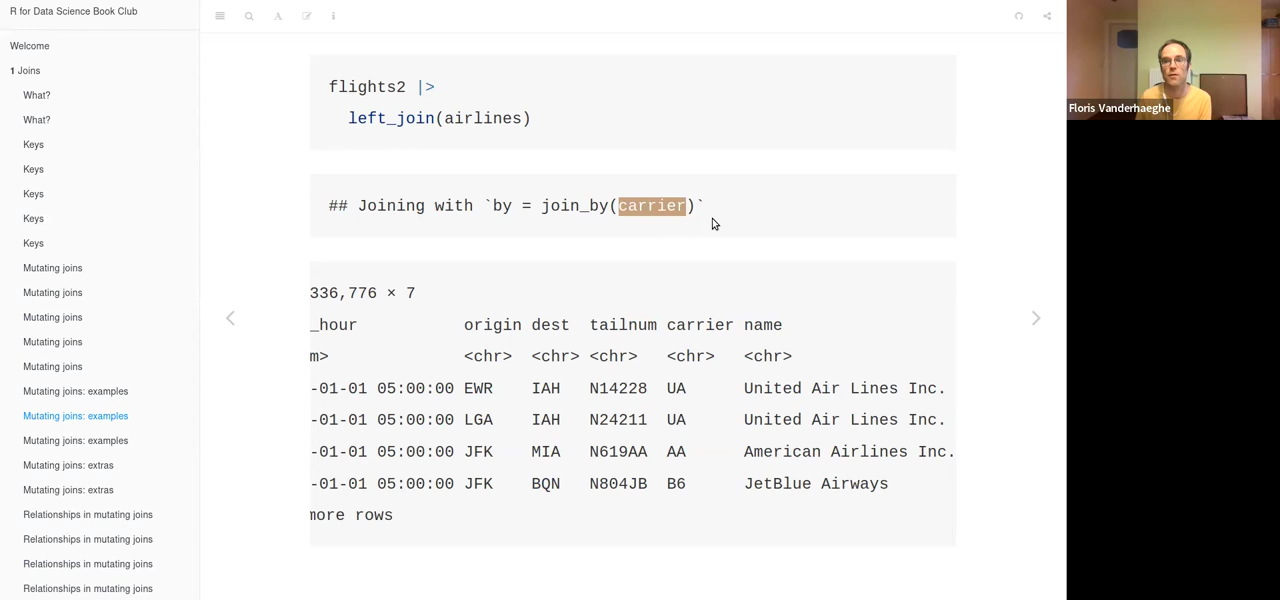 R for Data Science Book Club
Welcome
1 Joins
What?
What?
Keys
Keys
Keys
Keys
Keys
Mutating joins
Mutating joins
Mutating joins
Mutating joins
Mutating joins
Mutating joins: examples
Mutating joins: examples
Mutating joins: examples
Mutating joins: extras
Mutating joins: extras
Relationships in mutating joins
Relationships in mutating joins
Relationships in mutating joins
Relationships in mutating joins
flights2 |>
  left_join(airlines)
## Joining with `by = join_by(carrier)`
336,776 × 7
_hour origin dest tailnum carrier name
m> <chr> <chr> <chr> <chr> <chr>
-01-01 05:00:00 EWR IAH N14228 UA United Air Lines Inc.
-01-01 05:00:00 LGA IAH N24211 UA United Air Lines Inc.
-01-01 05:00:00 JFK MIA N619AA AA American Airlines Inc.
-01-01 05:00:00 JFK BQN N804JB B6 JetBlue Airways
more rows
Floris Vanderhaeghe